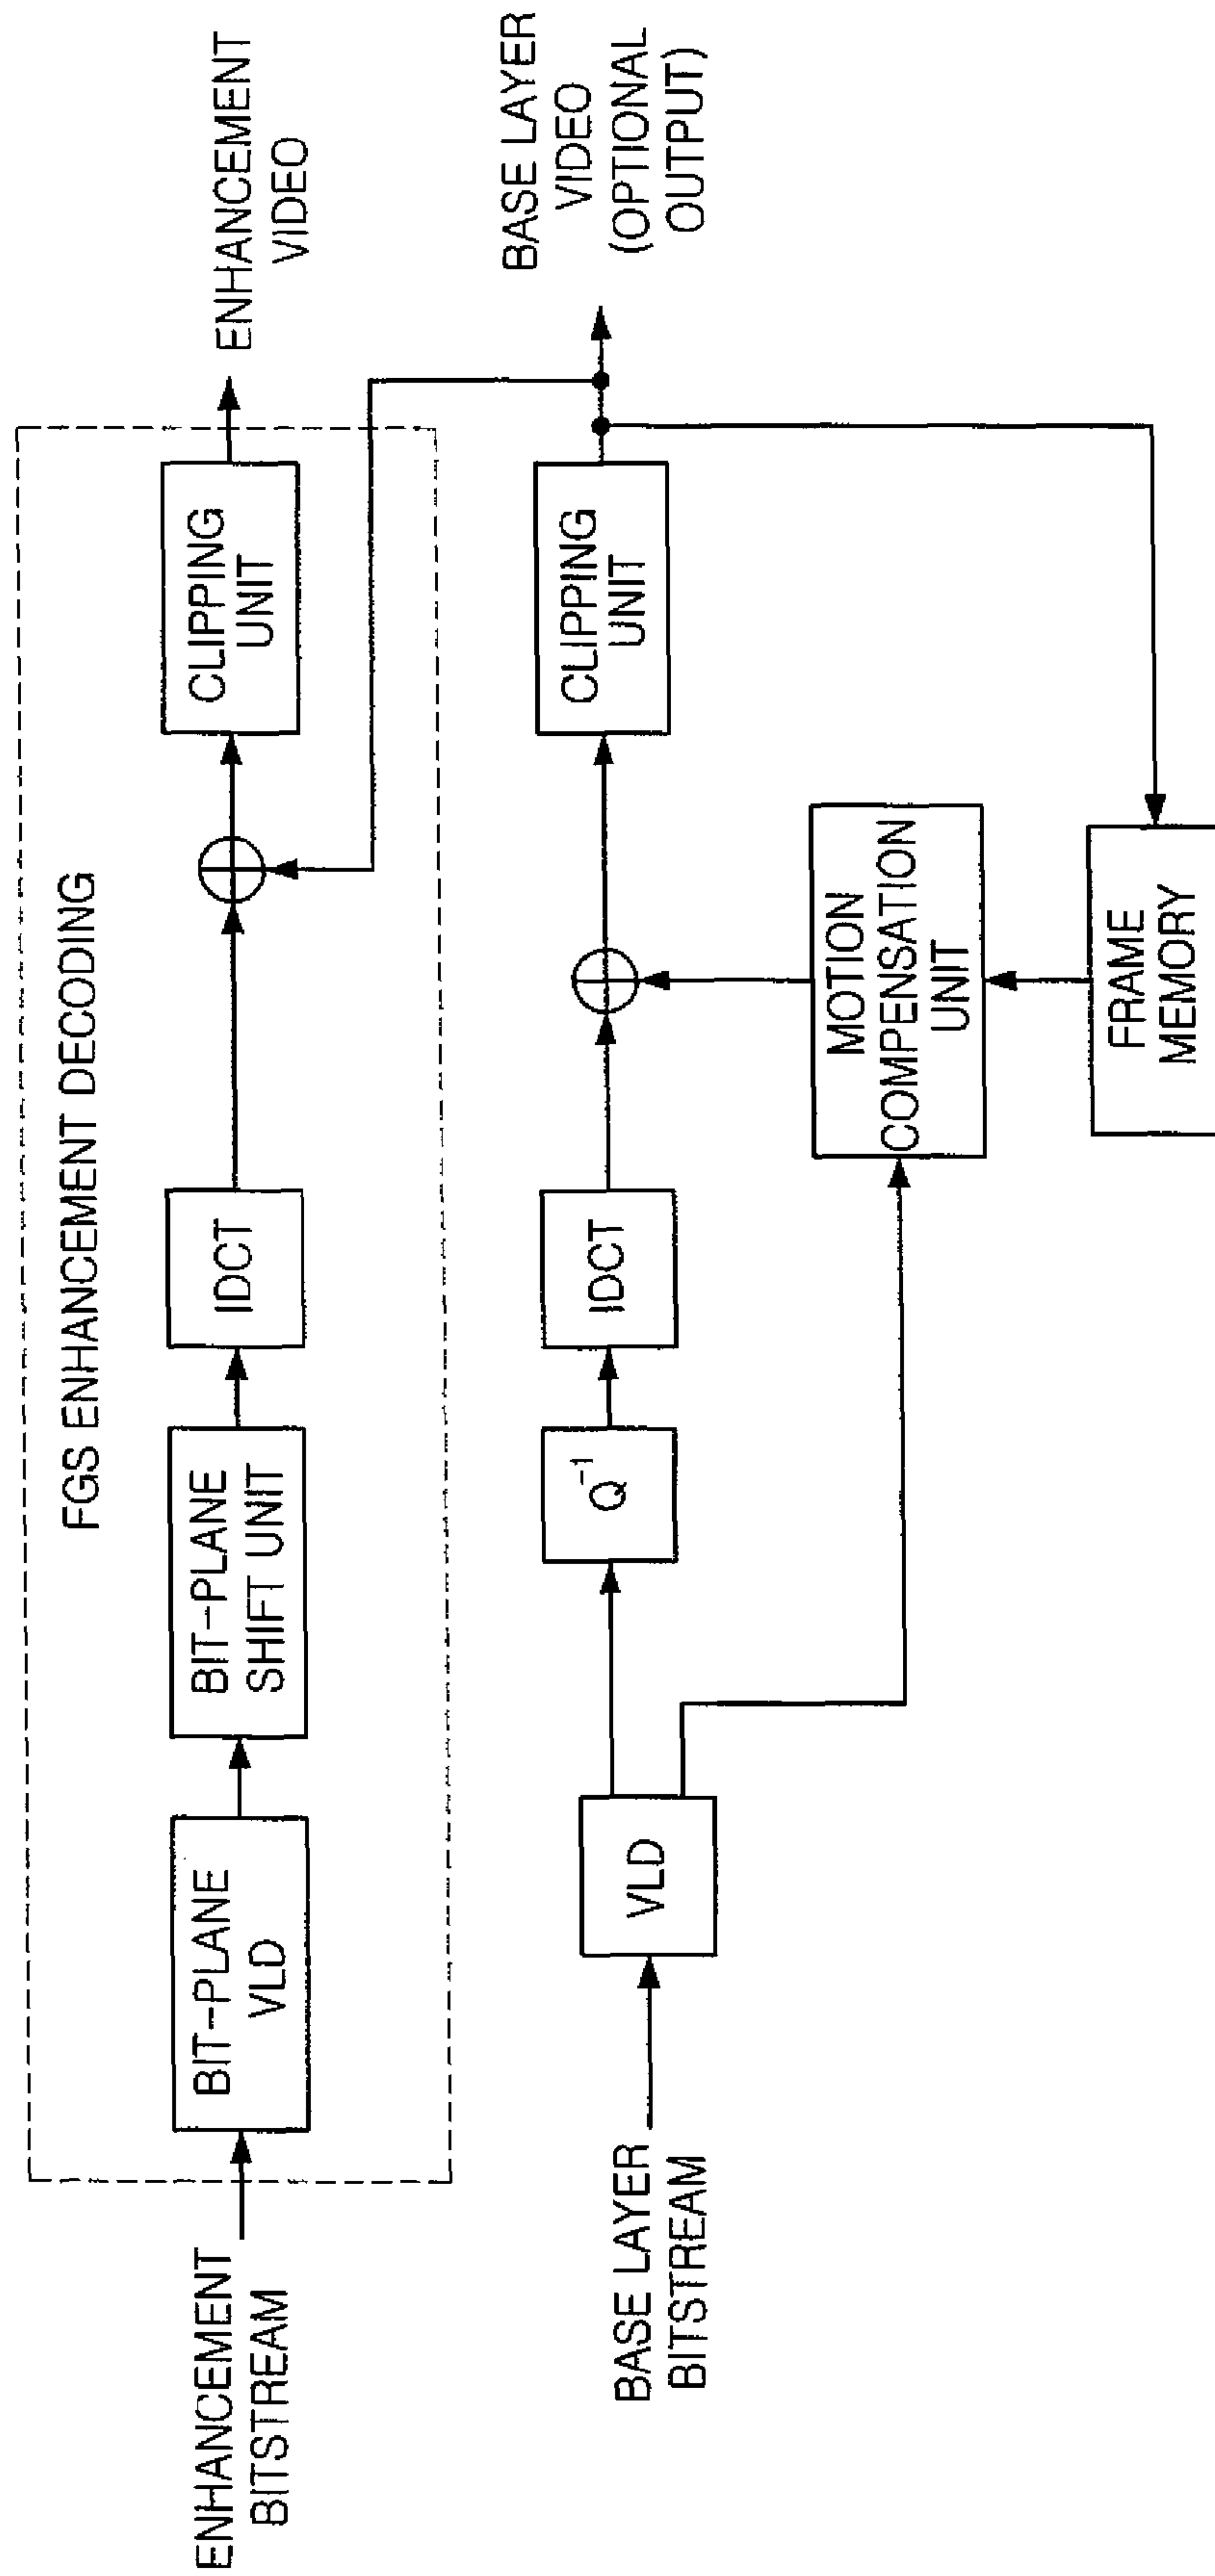 FGS ENHANCEMENT DECODING
ENHANCEMENT
BITSTREAM
BIT-PLANE
VLD
BIT-PLANE
SHIFT UNIT
IDCT
CLIPPING
UNIT
ENHANCEMENT
VIDEO
BASE LAYER
BITSTREAM
VLD
Q⁻¹
IDCT
CLIPPING
UNIT
BASE LAYER
VIDEO
(OPTIONAL
OUTPUT)
MOTION
COMPENSATION
UNIT
FRAME
MEMORY